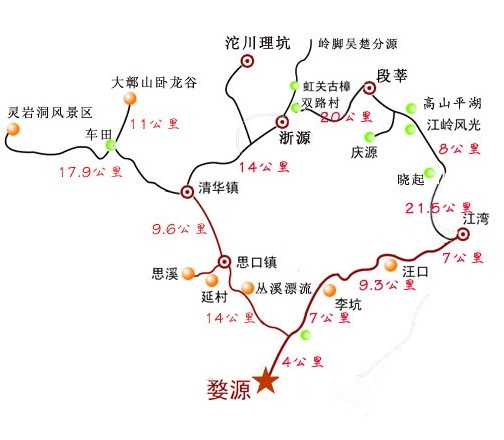 沱川理坑
岭脚吴楚分源
大鄣山卧龙谷
虹关古樟
段莘
灵岩洞风景区
双路村
高山平湖
11公里
20公里
车田
浙源
江岭风光
庆源
8公里
17.9公里
14公里
晓起
清华镇
21.5公里
江湾
9.6公里
思口镇
7公里
思溪
汪口
延村
丛溪漂流
9.3公里
李坑
14公里
7公里
4公里
婺源